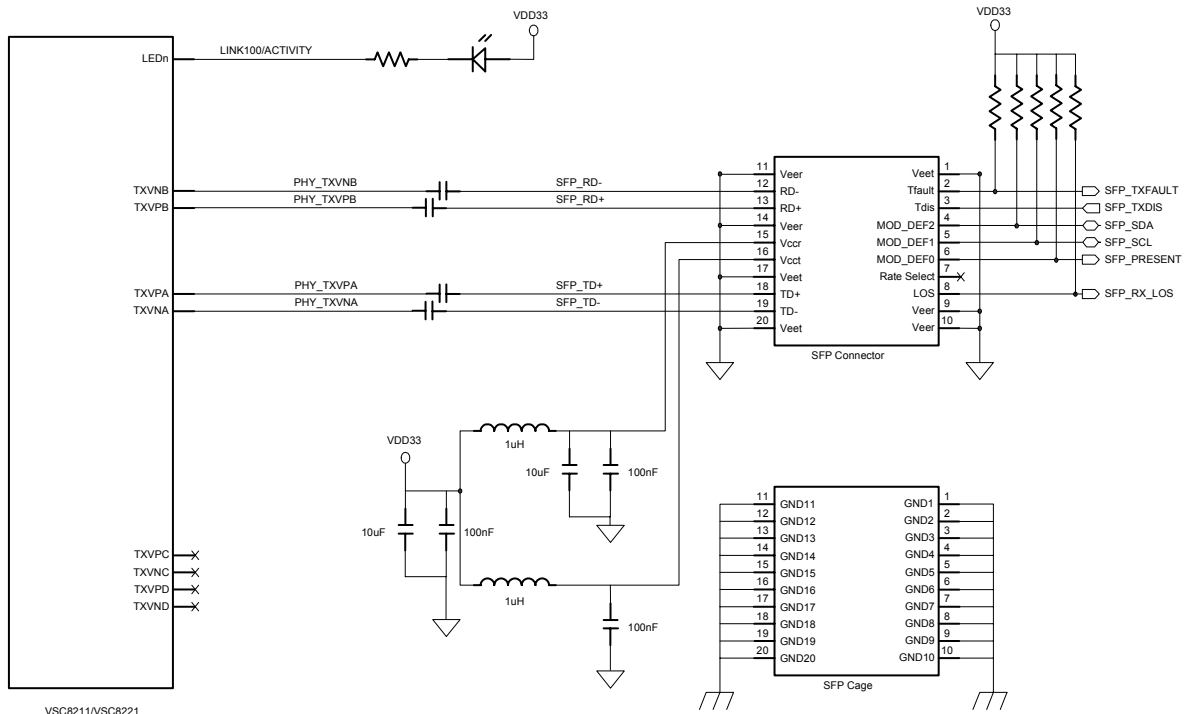 VDD33
VDD33
LEDn
LINK100/ACTIVITY
TXVNB
PHY_TXVNB
SFP_RD-
TXVPB
PHY_TXVPB
SFP_RD+
TXVPA
PHY_TXVPA
SFP_TD+
TXVNA
PHY_TXVNA
SFP_TD-
11 Veer
12 RD-
13 RD+
14 Veer
15 Vccr
16 Vcct
17 Veet
18 TD+
19 TD-
20 Veet
Veet 1
Tfault 2
Tdis 3
MOD_DEF2 4
MOD_DEF1 5
MOD_DEF0 6
Rate Select 7
LOS 8
Veer 9
Veer 10
SFP_TXFAULT
SFP_TXDIS
SFP_SDA
SFP_SCL
SFP_PRESENT
SFP_RX_LOS
SFP Connector
VDD33
1uH
10uF
100nF
10uF
100nF
1uH
100nF
TXVPC
TXVNC
TXVPD
TXVND
11 GND11
12 GND12
13 GND13
14 GND14
15 GND15
16 GND16
17 GND17
18 GND18
19 GND19
20 GND20
GND1 1
GND2 2
GND3 3
GND4 4
GND5 5
GND6 6
GND7 7
GND8 8
GND9 9
GND10 10
SFP Cage
VSC8211/VSC8221